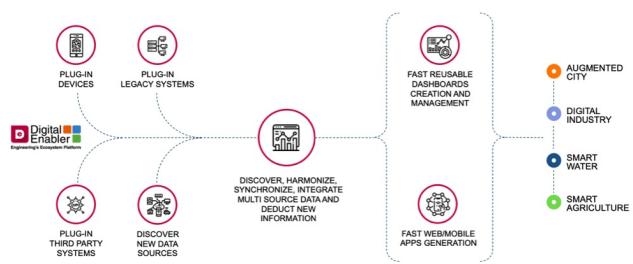 PLUG-IN
DEVICES
PLUG-IN
LEGACY SYSTEMS
Digital
Enabler
Engineering's Ecosystem Platform
PLUG-IN
THIRD PARTY
SYSTEMS
DISCOVER
NEW DATA
SOURCES
DISCOVER, HARMONIZE,
SYNCHRONIZE, INTEGRATE
MULTI SOURCE DATA AND
DEDUCT NEW
INFORMATION
FAST REUSABLE
DASHBOARDS
CREATION AND
MANAGEMENT
FAST WEB/MOBILE
APPS GENERATION
AUGMENTED
CITY
DIGITAL
INDUSTRY
SMART
WATER
SMART
AGRICULTURE